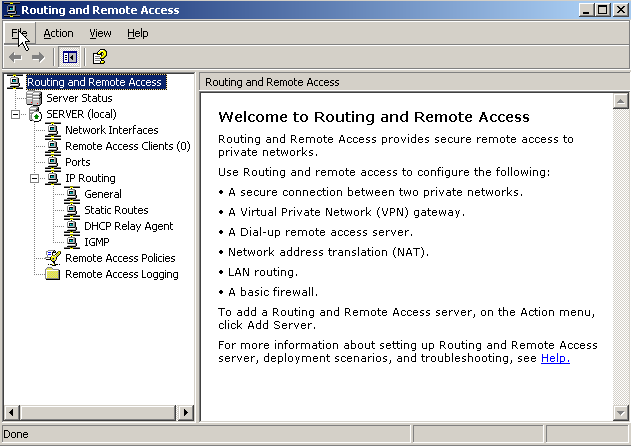 Routing and Remote Access
File Action View Help
Routing and Remote Access
Server Status
SERVER (local)
Network Interfaces
Remote Access Clients (0)
Ports
IP Routing
General
Static Routes
DHCP Relay Agent
IGMP
Remote Access Policies
Remote Access Logging
Routing and Remote Access
Welcome to Routing and Remote Access
Routing and Remote Access provides secure remote access to
private networks.
Use Routing and remote access to configure the following:
• A secure connection between two private networks.
• A Virtual Private Network (VPN) gateway.
• A Dial-up remote access server.
• Network address translation (NAT).
• LAN routing.
• A basic firewall.
To add a Routing and Remote Access server, on the Action menu,
click Add Server.
For more information about setting up Routing and Remote Access
server, deployment scenarios, and troubleshooting, see Help.
Done